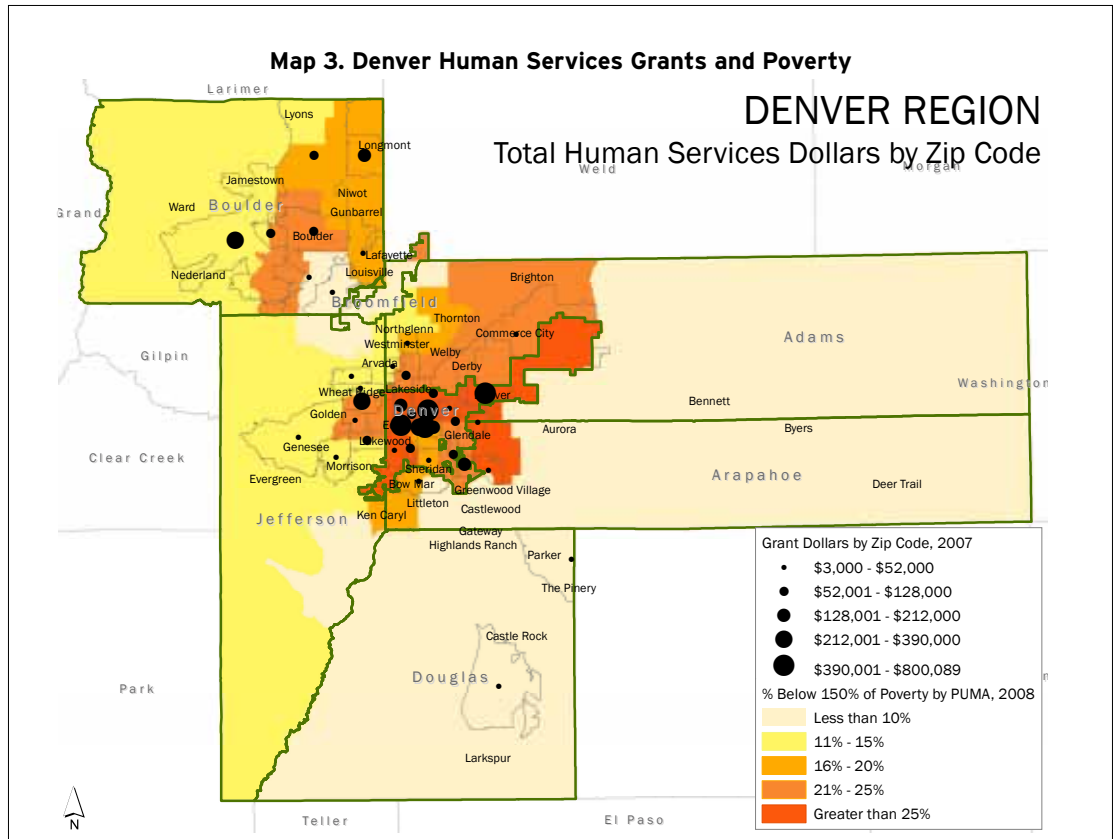 Map 3. Denver Human Services Grants and Poverty
DENVER REGION
Total Human Services Dollars by Zip Code
Larimer
Weld
Morgan
Grand
Lyons
Longmont
Jamestown
Niwot
Ward
Boulder
Gunbarrel
Boulder
Lafayette
Nederland
Louisville
Brighton
Broomfield
Thornton
Northglenn
Commerce City
Adams
Westminster
Gilpin
Welby
Arvada
Derby
Washington
Wheat Ridge
Lakeside
Denver
Bennett
Golden
Glendale
Aurora
Byers
Lakewood
Genesee
Clear Creek
Morrison
Sheridan
Arapahoe
Evergreen
Bow Mar
Greenwood Village
Deer Trail
Littleton
Castlewood
Ken Caryl
Jefferson
Gateway
Highlands Ranch
Parker
The Pinery
Castle Rock
Douglas
Park
Larkspur
Teller
El Paso
N
Grant Dollars by Zip Code, 2007
$3,000 - $52,000
$52,001 - $128,000
$128,001 - $212,000
$212,001 - $390,000
$390,001 - $800,089
% Below 150% of Poverty by PUMA, 2008
Less than 10%
11% - 15%
16% - 20%
21% - 25%
Greater than 25%